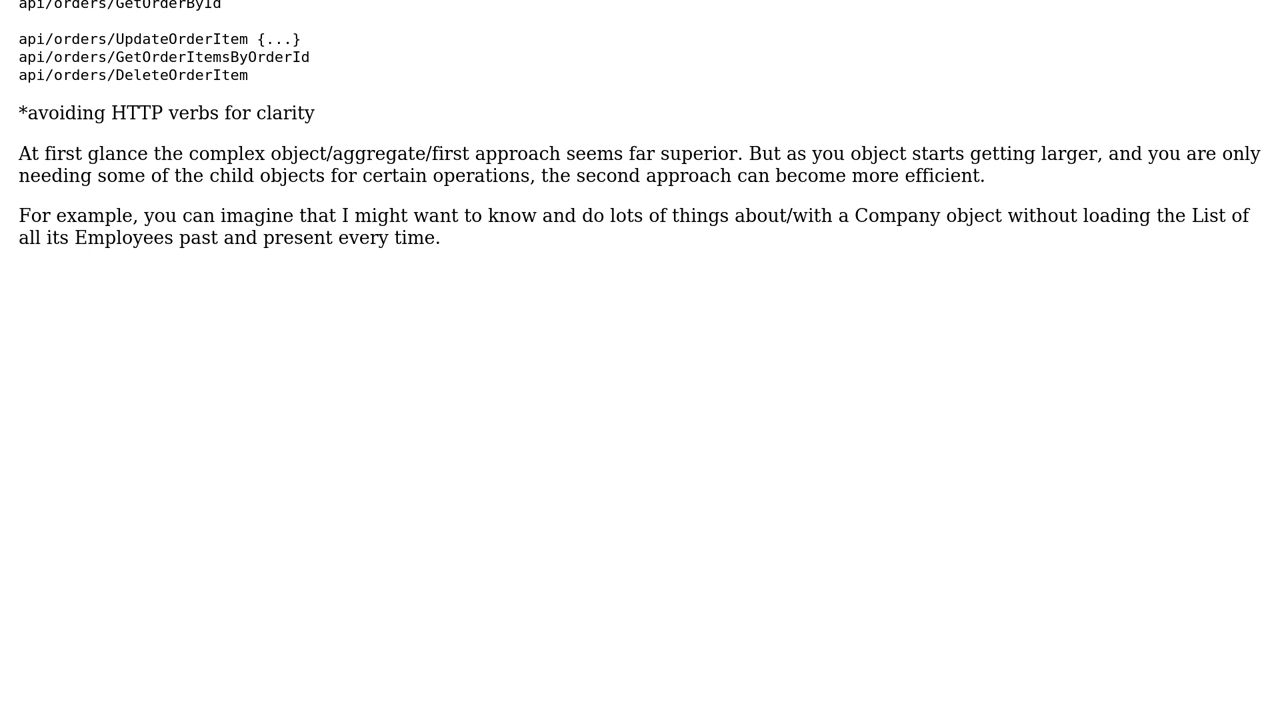 api/orders/GetOrderById
api/orders/UpdateOrderItem {...}
api/orders/GetOrderItemsByOrderId
api/orders/DeleteOrderItem
*avoiding HTTP verbs for clarity
At first glance the complex object/aggregate/first approach seems far superior. But as you object starts getting larger, and you are only
needing some of the child objects for certain operations, the second approach can become more efficient.
For example, you can imagine that I might want to know and do lots of things about/with a Company object without loading the List of
all its Employees past and present every time.